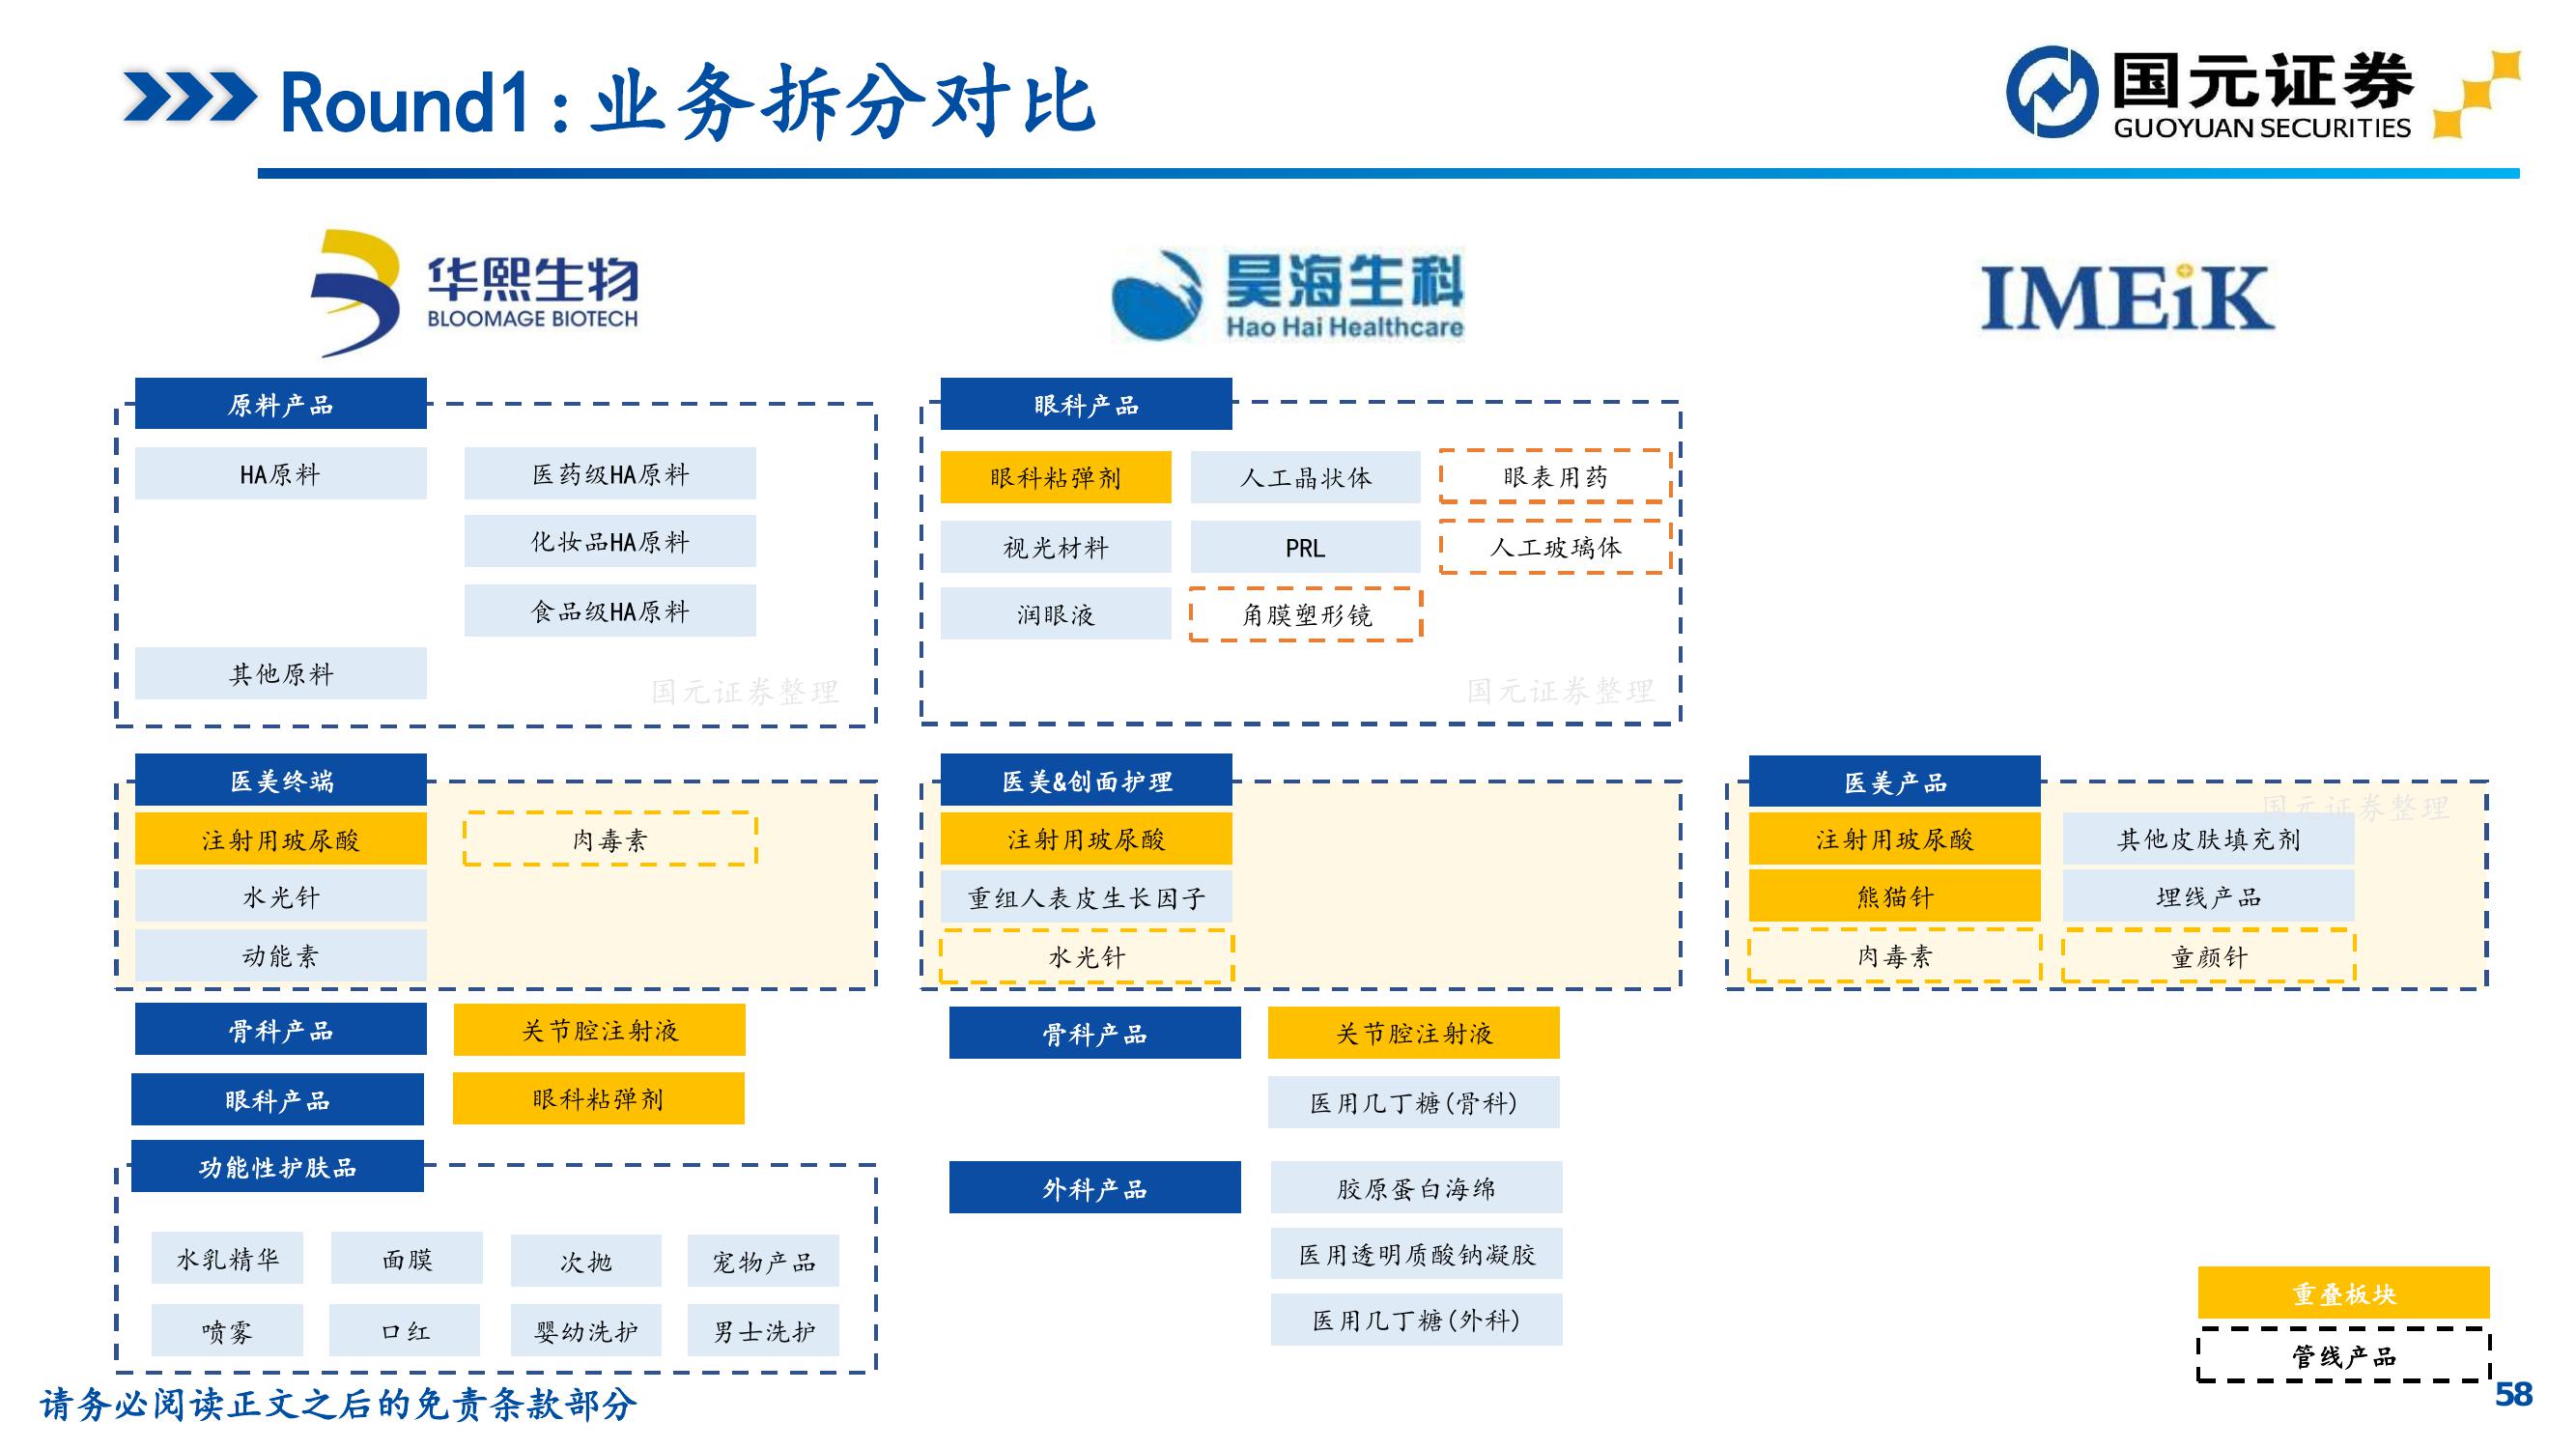 Round1:业务拆分对比
国元证券
GUOYUAN SECURITIES
华熙生物
BLOOMAGE BIOTECH
原料产品
HA原料
医药级HA原料
化妆品HA原料
食品级HA原料
其他原料
国元证券整理
医美终端
注射用玻尿酸
肉毒素
水光针
动能素
骨科产品
关节腔注射液
眼科产品
眼科粘弹剂
功能性护肤品
水乳精华
面膜
次抛
宠物产品
喷雾
口红
婴幼洗护
男士洗护
昊海生科
Hao Hai Healthcare
眼科产品
眼科粘弹剂
人工晶状体
眼表用药
视光材料
PRL
人工玻璃体
润眼液
角膜塑形镜
国元证券整理
医美&创面护理
注射用玻尿酸
重组人表皮生长因子
水光针
骨科产品
关节腔注射液
医用几丁糖(骨科)
外科产品
胶原蛋白海绵
医用透明质酸钠凝胶
医用几丁糖(外科)
IMEiK
医美产品
国元证券整理
注射用玻尿酸
其他皮肤填充剂
熊猫针
埋线产品
肉毒素
童颜针
重叠板块
管线产品
请务必阅读正文之后的免责条款部分
58